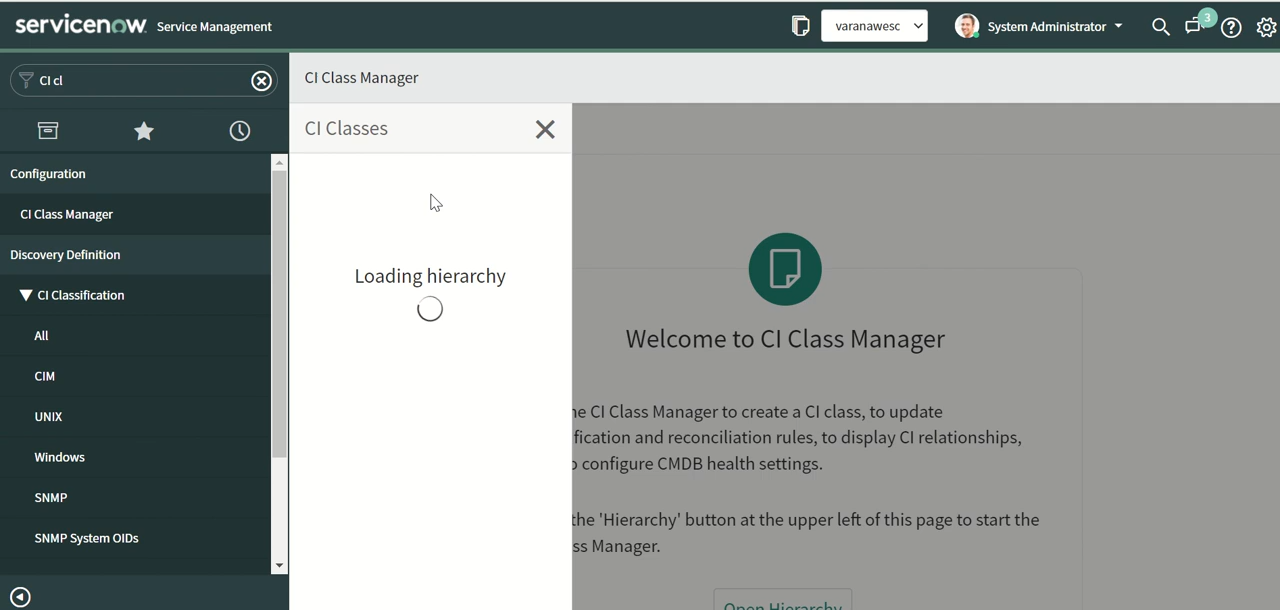 servicenow Service Management
varanawesc
System Administrator
3
CI cl
CI Class Manager
CI Classes
Configuration
CI Class Manager
Discovery Definition
CI Classification
All
CIM
UNIX
Windows
SNMP
SNMP System OIDs
Loading hierarchy
Welcome to CI Class Manager
CI Class Manager to create a CI class, to update
and reconciliation rules, to display CI relationships,
configure CMDB health settings.
the 'Hierarchy' button at the upper left of this page to start the
Manager.
Open Hierarchy